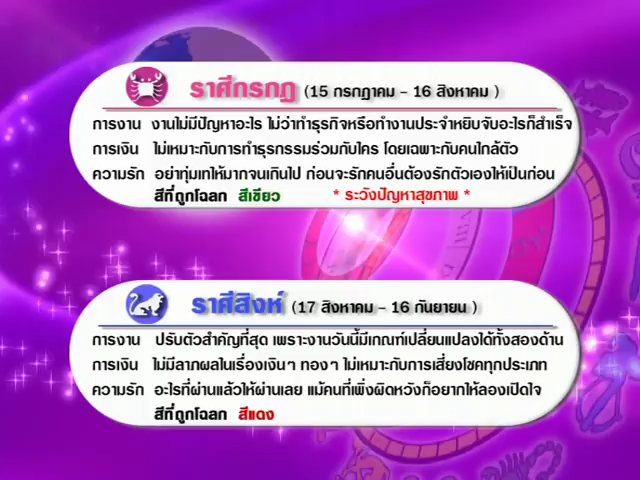 ราศีกรกฎ (15 กรกฎาคม - 16 สิงหาคม )
การงาน งานไม่มีปัญหาอะไร ไม่ว่าทำธุรกิจหรือทำงานประจำหยิบจับอะไรก็สำเร็จ
การเงิน ไม่เหมาะกับการทำธุรกรรมร่วมกับใคร โดยเฉพาะกับคนใกล้ตัว
ความรัก อย่าทุ่มเทให้มากจนเกินไป ก่อนจะรักคนอื่นต้องรักตัวเองให้เป็นก่อน
สีที่ถูกโฉลก สีเขียว * ระวังปัญหาสุขภาพ *
ราศีสิงห์ (17 สิงหาคม - 16 กันยายน )
การงาน ปรับตัวสำคัญที่สุด เพราะงานวันนี้มีเกณฑ์เปลี่ยนแปลงได้ทั้งสองด้าน
การเงิน ไม่มีลาภผลในเรื่องเงินๆ ทองๆ ไม่เหมาะกับการเสี่ยงโชคทุกประเภท
ความรัก อะไรที่ผ่านแล้วให้ผ่านเลย แม้คนที่เพิ่งผิดหวังก็อยากให้ลองเปิดใจ
สีที่ถูกโฉลก สีแดง